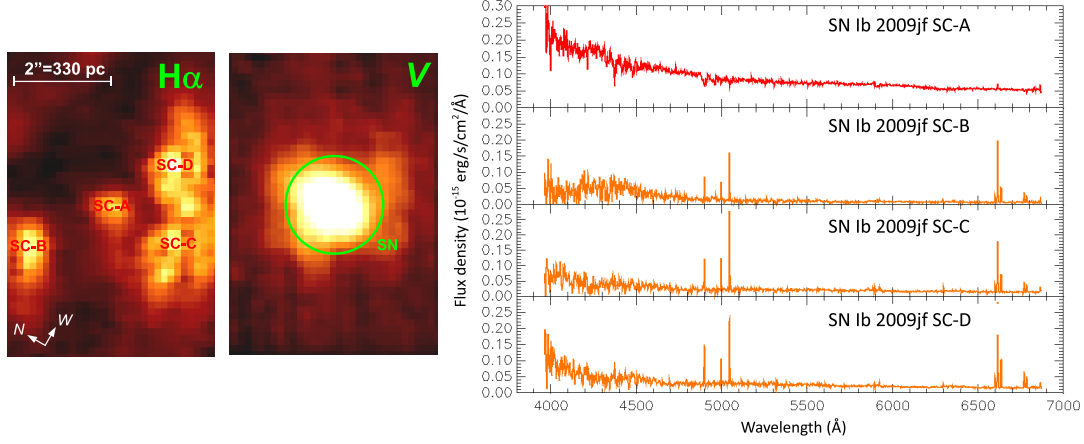 2”=330 pc
Hα
SC-D
SC-A
SC-B
SC-C
N
W
V
SN
SN Ib 2009jf SC-A
0.30
0.25
0.20
0.15
0.10
0.05
0.00
SN Ib 2009jf SC-B
0.25
0.20
0.15
0.10
0.05
0.00
SN Ib 2009jf SC-C
0.25
0.20
0.15
0.10
0.05
0.00
SN Ib 2009jf SC-D
0.25
0.20
0.15
0.10
0.05
0.00
Flux density (10⁻¹⁵ erg/s/cm²/Å)
4000 4500 5000 5500 6000 6500 7000
Wavelength (Å)